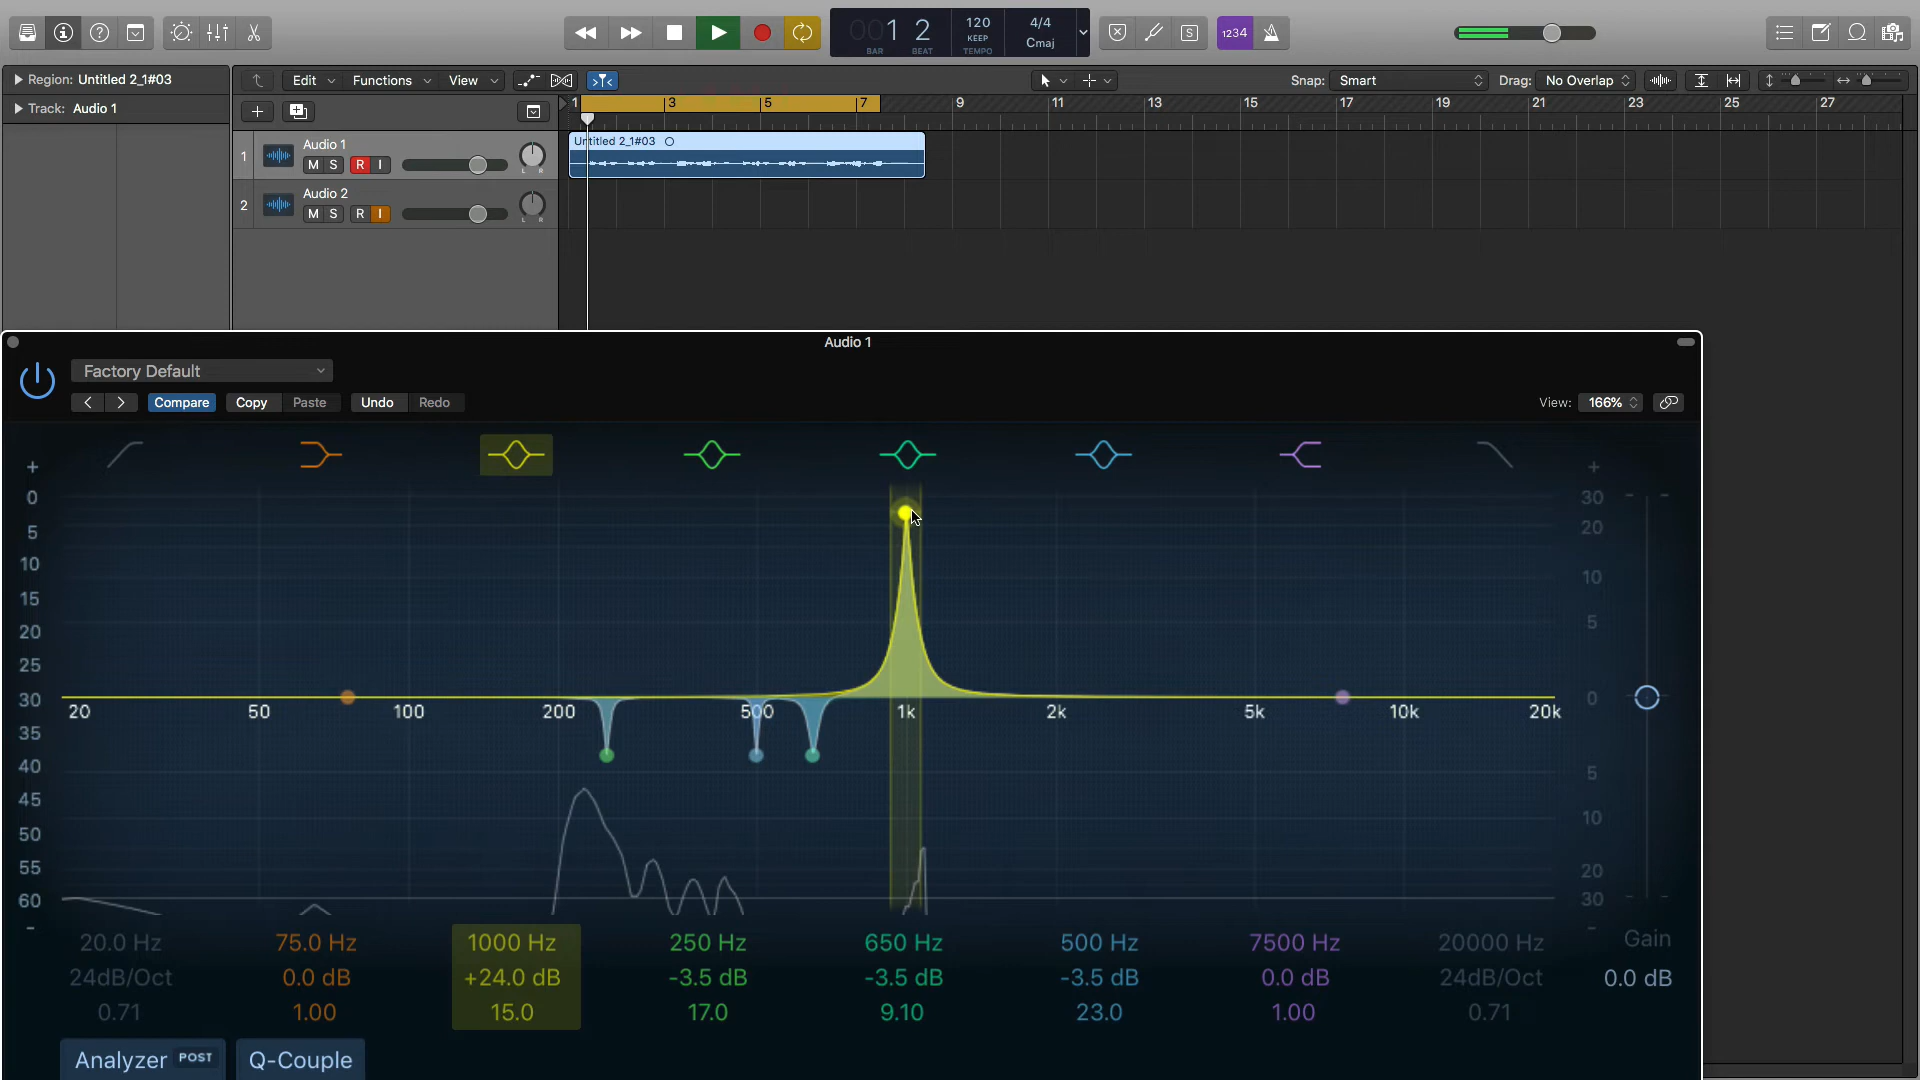 1 2
BAR BEAT
120
KEEP
TEMPO
4/4
Cmaj
S
1234
Region: Untitled 2_1#03
Edit Functions View
Snap: Smart
Drag: No Overlap
Track: Audio 1
1 3 5 7 9 11 13 15 17 19 21 23 25 27
1 Audio 1
M S R I
L R
Untitled 2_1#03
2 Audio 2
M S R I
L R
Audio 1
Factory Default
Compare Copy Paste Undo Redo
View: 166%
+
0
5
10
15
20
25
30
35
40
45
50
55
60
-
20 50 100 200 500 1k 2k 5k 10k 20k
+
30
20
10
5
0
5
10
20
30
-
20.0 Hz 75.0 Hz 1000 Hz 250 Hz 650 Hz 500 Hz 7500 Hz 20000 Hz Gain
24dB/Oct 0.0 dB +24.0 dB -3.5 dB -3.5 dB -3.5 dB 0.0 dB 24dB/Oct 0.0 dB
0.71 1.00 15.0 17.0 9.10 23.0 1.00 0.71
Analyzer POST Q-Couple